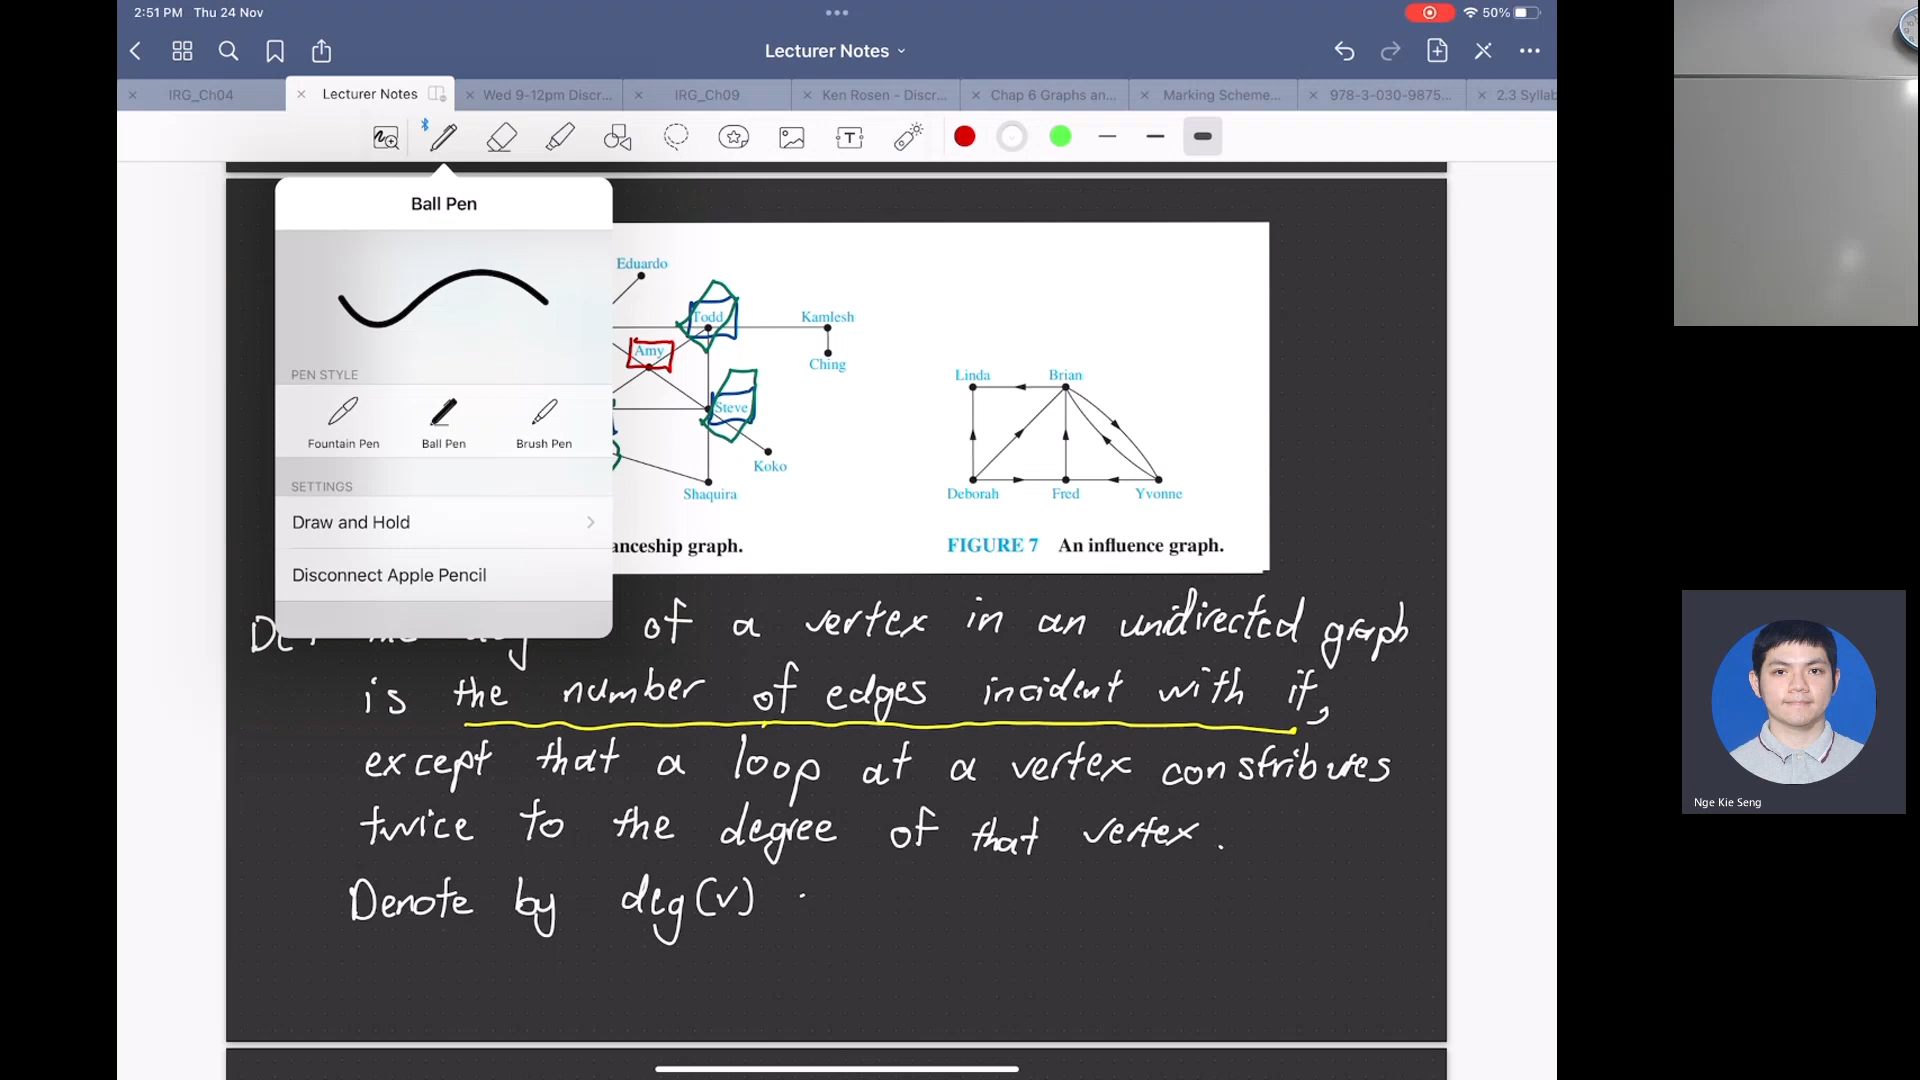 2:51 PM Thu 24 Nov
50%
Lecturer Notes
IRG_Ch04
Lecturer Notes
Wed 9-12pm Discr...
IRG_Ch09
Ken Rosen - Discr...
Chap 6 Graphs an...
Marking Scheme...
978-3-030-9875...
2.3 Syllab
Ball Pen
PEN STYLE
Fountain Pen
Ball Pen
Brush Pen
SETTINGS
Draw and Hold
Disconnect Apple Pencil
Eduardo
Todd
Kamlesh
Amy
Ching
Steve
Koko
Shaquira
anceship graph.
Linda
Brian
Deborah
Fred
Yvonne
FIGURE 7 An influence graph.
of a vertex in an undirected graph
is the number of edges incident with it,
except that a loop at a vertex constributes
twice to the degree of that vertex.
Denote by deg(v)
Nge Kie Seng